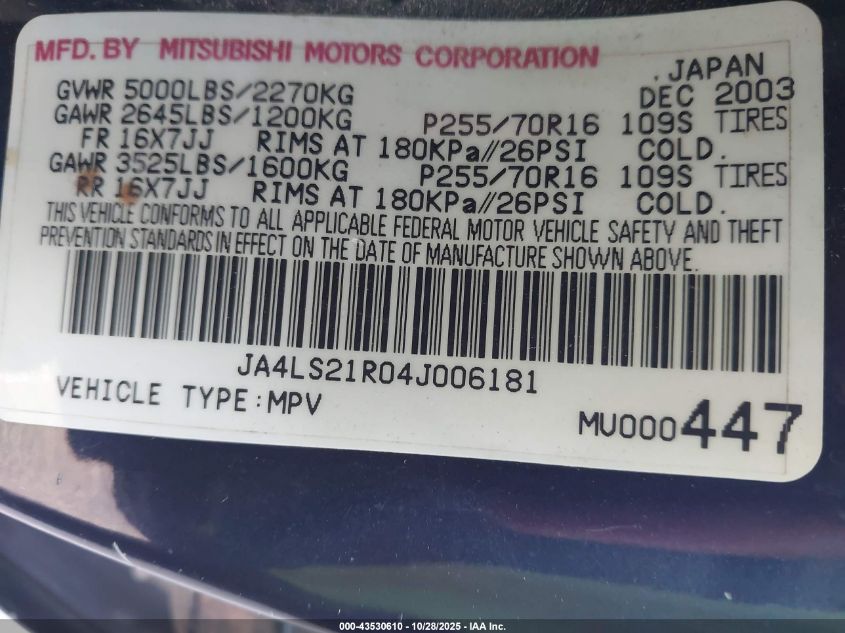 MFD. BY MITSUBISHI MOTORS CORPORATION
.JAPAN
GVWR 5000LBS/2270KG DEC 2003
GAWR 2645LBS/1200KG P255/70R16 109S TIRES
FR 16X7JJ RIMS AT 180KPa//26PSI COLD.
GAWR 3525LBS/1600KG P255/70R16 109S TIRES
RR 16X7JJ RIMS AT 180KPa//26PSI COLD.
THIS VEHICLE CONFORMS TO ALL APPLICABLE FEDERAL MOTOR VEHICLE SAFETY AND THEFT
PREVENTION STANDARDS IN EFFECT ON THE DATE OF MANUFACTURE SHOWN ABOVE.
JA4LS21R04J006181
VEHICLE TYPE:MPV
MU000447
000-43530610 | 10/28/2025 - IAA Inc.